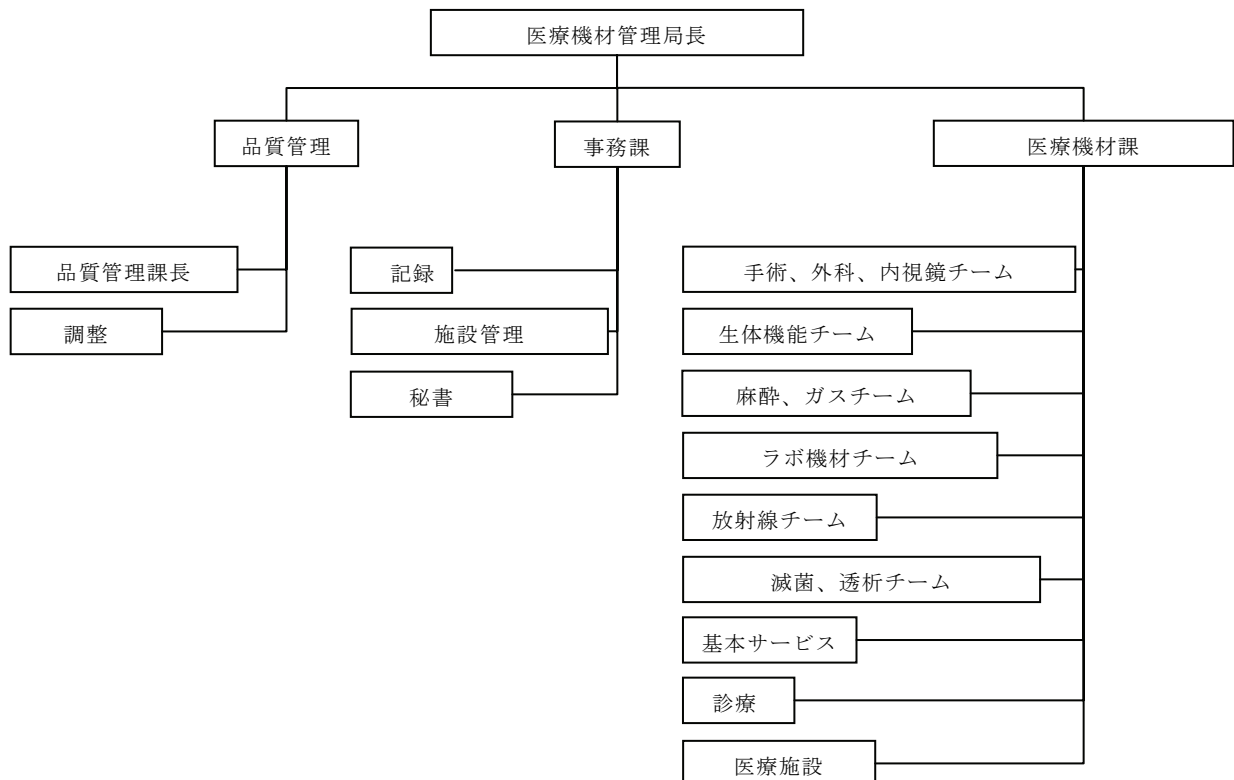 医療機材管理局長
品質管理
事務課
医療機材課
品質管理課長
調整
記録
施設管理
秘書
手術、外科、内視鏡チーム
生体機能チーム
麻酔、ガスチーム
ラボ機材チーム
放射線チーム
滅菌、透析チーム
基本サービス
診療
医療施設